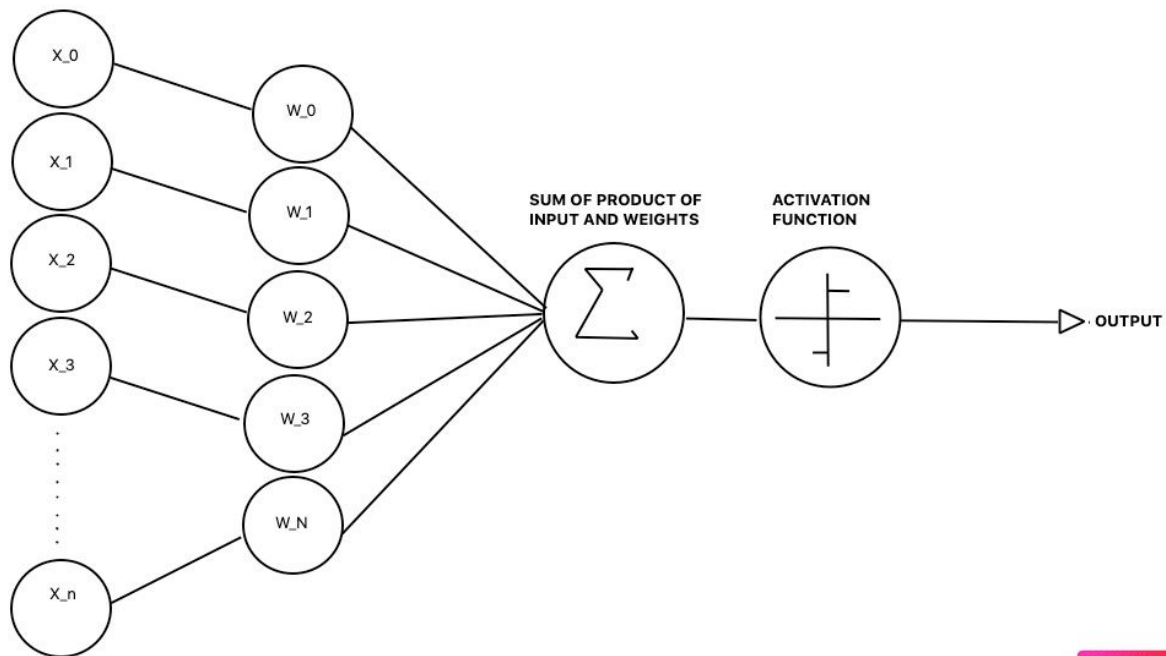 X_0
X_1
X_2
X_3
X_n
W_0
W_1
W_2
W_3
W_N
SUM OF PRODUCT OF
INPUT AND WEIGHTS
ACTIVATION
FUNCTION
OUTPUT